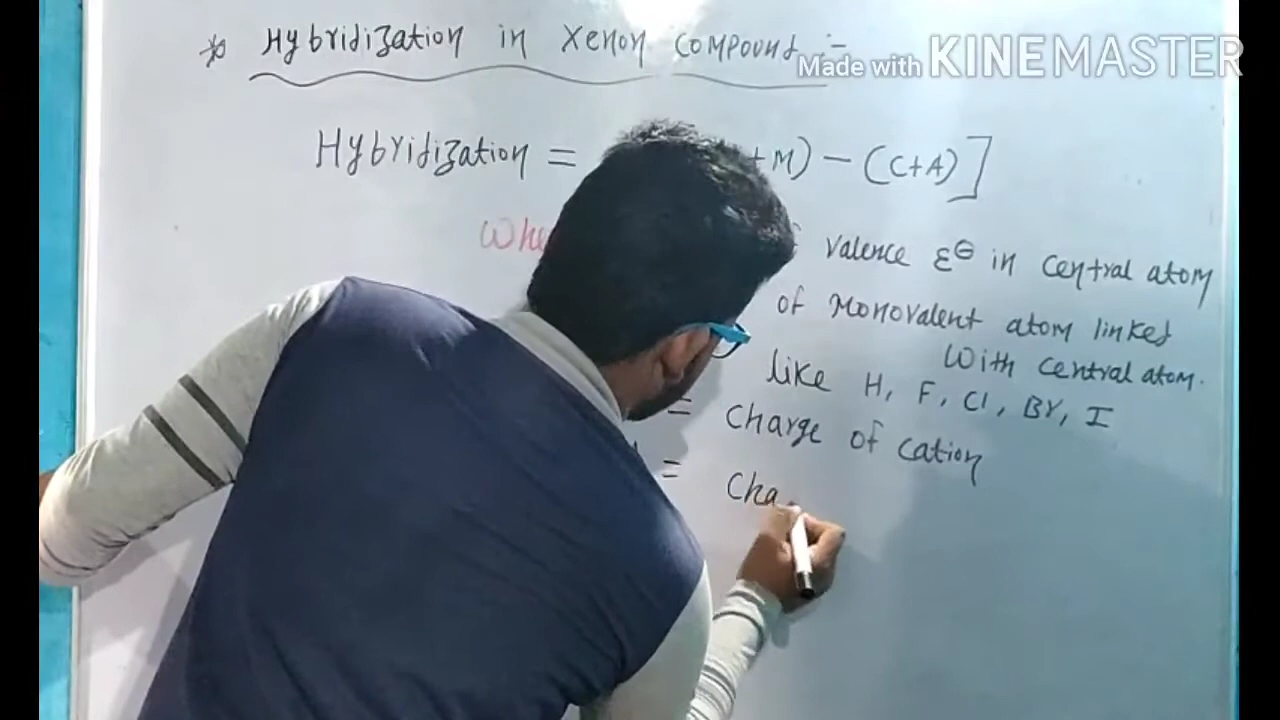 * Hybridization in Xenon compound :-
Made with KINEMASTER
Hybridization = +M) - (C+A)]
Whe valence e⊖ in central atom
of Monovalent atom linked
with central atom.
like H, F, Cl, Br, I
= charge of cation
= Cha